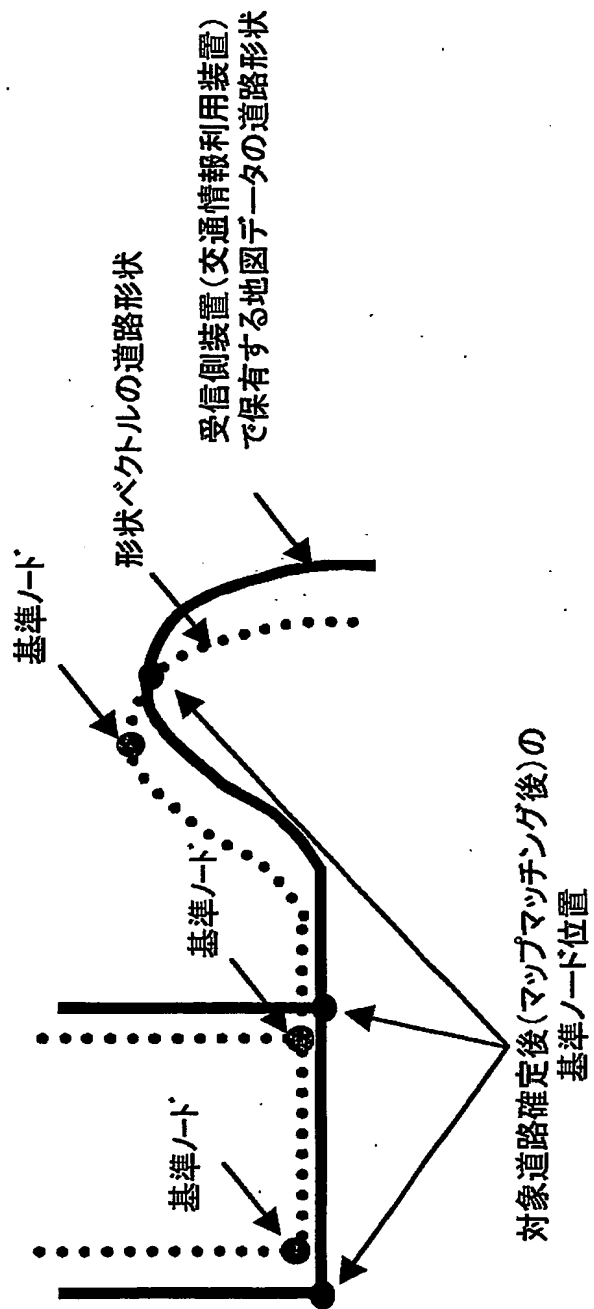 基準ノード
形状ベクトルの道路形状
受信側装置(交通情報利用装置)
で保有する地図データの道路形状
基準ノード
基準ノード
対象道路確定後(マップマッチング後)の
基準ノード位置